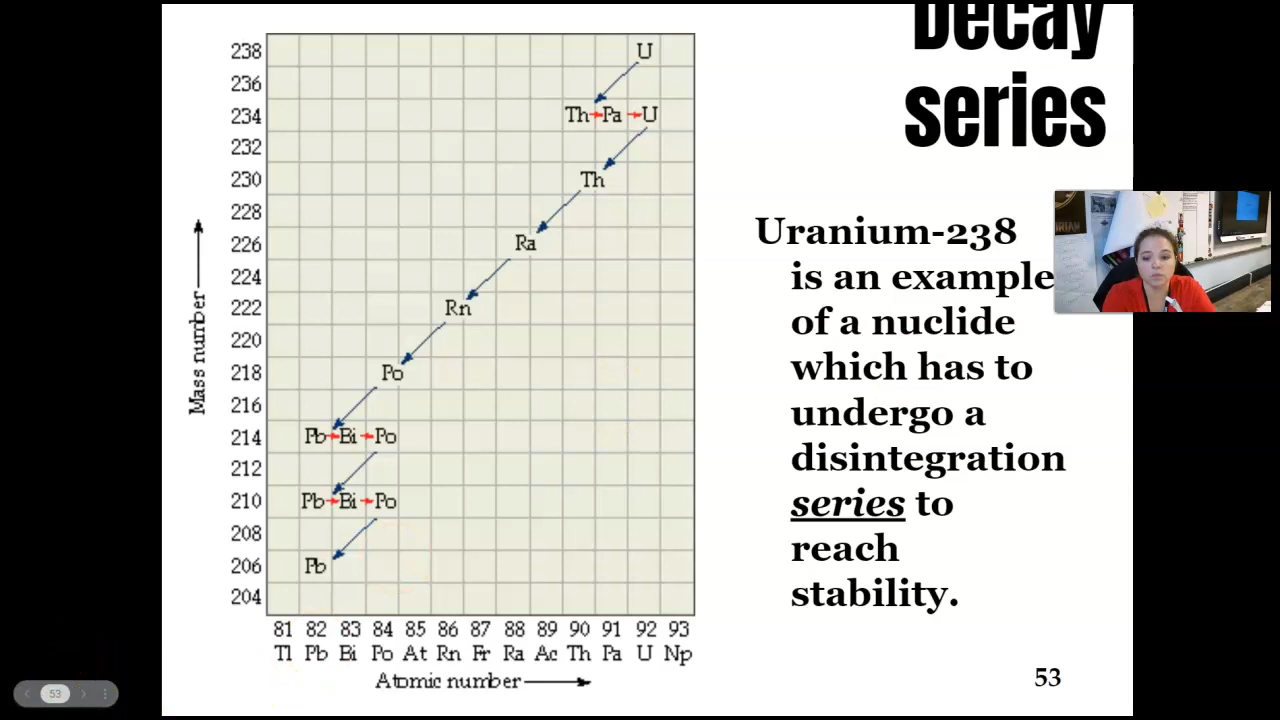 Decay
series
238 U
236
234 Th Pa U
232
230 Th
228
226 Ra
224
222 Rn
220
218 Po
216
214 Pb Bi Po
212
210 Pb Bi Po
208
206 Pb
204
Mass number
81 82 83 84 85 86 87 88 89 90 91 92 93
Tl Pb Bi Po At Rn Fr Ra Ac Th Pa U Np
Atomic number
Uranium-238
is an example
of a nuclide
which has to
undergo a
disintegration
series to
reach
stability.
53
53